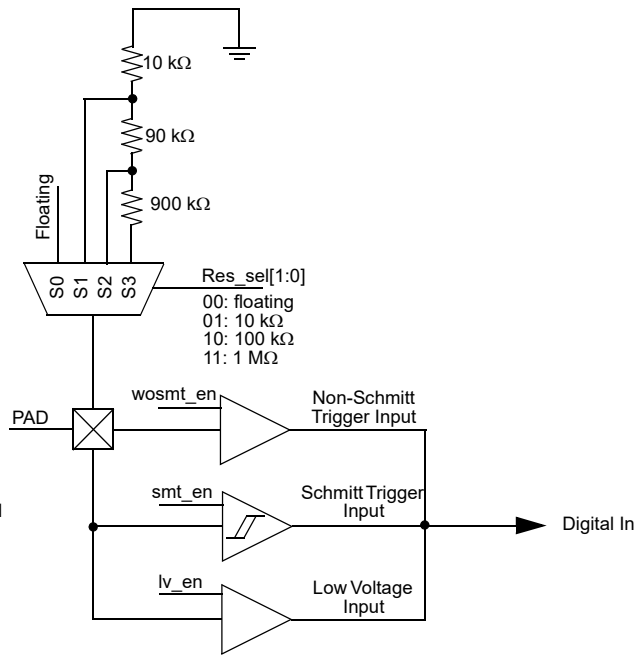 10 kΩ
90 kΩ
900 kΩ
Floating
S0
S1
S2
S3
Res_sel[1:0]
00: floating
01: 10 kΩ
10: 100 kΩ
11: 1 MΩ
PAD
wosmt_en
Non-Schmitt
Trigger Input
smt_en
Schmitt Trigger
Input
Digital In
lv_en
Low Voltage
Input